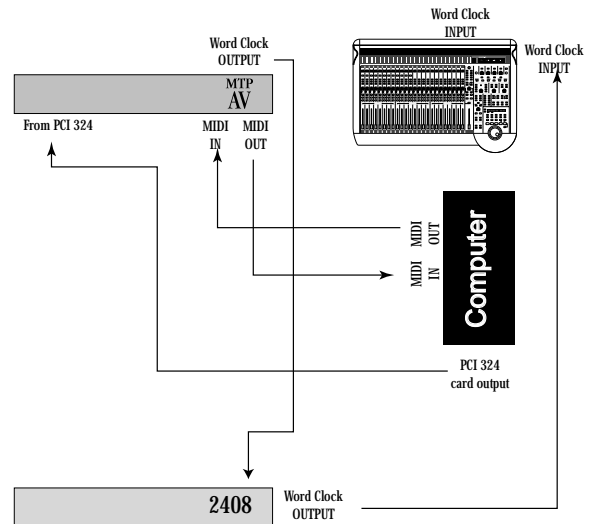 Word Clock
INPUT
Word Clock
OUTPUT
Word Clock
INPUT
MTP
AV
From PCI 324
MIDI
IN
MIDI
OUT
MIDI
OUT
MIDI
IN
Computer
PCI 324
card output
2408
Word Clock
OUTPUT